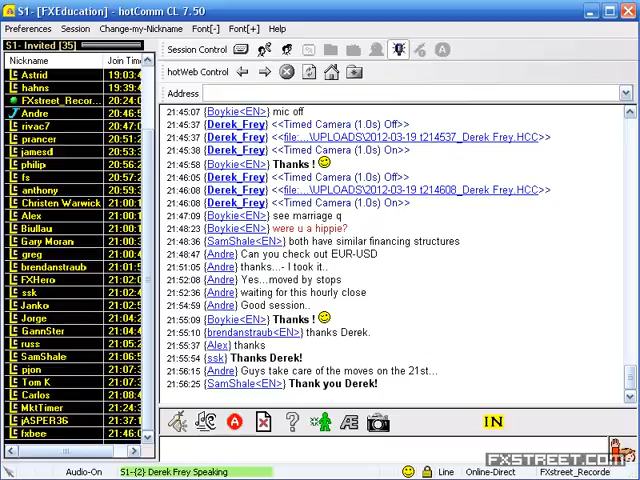 S1- [FXEducation] - hotComm CL 7.50
Preferences Session Change-my-Nickname Font[-] Font[+] Help
S1- Invited [35]
Session Control
Nickname Join Time
hotWeb Control
Address
Astrid 19:03:4
hahns 19:39:4
FXstreet_Recor... 20:24:0
Andre 20:46:5
rivac7 20:51:1
prancer 20:51:2
jamesd 20:53:1
philip 20:55:2
fs 20:57:2
anthony 20:59:3
Christen Warwick 21:00:0
Alex 21:00:0
Biullau 21:00:0
Gary Moran 21:00:3
greg 21:00:4
brendanstraub 21:01:0
FXHero 21:02:0
ssk 21:02:0
Janko 21:02:1
Jorge 21:02:4
GannSter 21:04:4
russ 21:05:1
SamShale 21:06:4
pjon 21:07:3
Tom K 21:07:3
Carlos 21:08:4
MktTimer 21:24:3
jASPER36 21:37:1
fxbee 21:46:0
21:45:07 {Boykie<EN>} mic off
21:45:37 {Derek_Frey} <<Timed Camera (1.0s) Off>>
21:45:37 {Derek_Frey} <<file:...\UPLOADS\2012-03-19 t214537_Derek Frey.HCC>>
21:45:37 {Derek_Frey} <<Timed Camera (1.0s) On>>
21:45:58 {Boykie<EN>} Thanks !
21:46:05 {Derek_Frey} <<Timed Camera (1.0s) Off>>
21:46:08 {Derek_Frey} <<file:...\UPLOADS\2012-03-19 t214608_Derek Frey.HCC>>
21:46:08 {Derek_Frey} <<Timed Camera (1.0s) On>>
21:47:09 {Boykie<EN>} see marriage q
21:48:23 {Boykie<EN>} were u a hippie?
21:48:36 {SamShale<EN>} both have similar financing structures
21:48:47 {Andre} Can you check out EUR-USD
21:51:05 {Andre} thanks...- I took it..
21:52:08 {Andre} Yes...moved by stops
21:52:36 {Andre} waiting for this hourly close
21:54:59 {Andre} Good session..
21:55:09 {Boykie<EN>} Thanks !
21:55:10 {brendanstraub<EN>} thanks Derek.
21:55:37 {Alex} thanks
21:55:54 {ssk} Thanks Derek!
21:56:15 {Andre} Guys take care of the moves on the 21st...
21:56:25 {SamShale<EN>} Thank you Derek!
IN
FXSTREET.COM
Audio-On S1-{2} Derek Frey Speaking Line Online-Direct FXstreet_Recorde